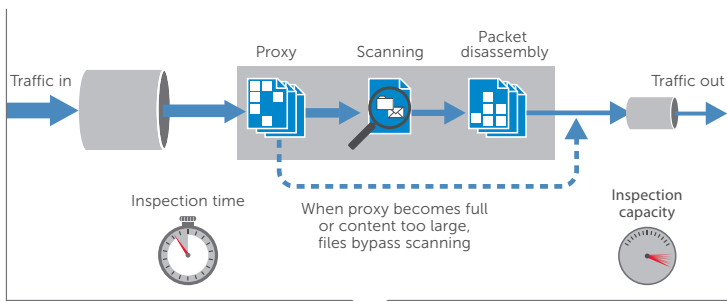 Traffic in
Proxy
Scanning
Packet
disassembly
Traffic out
Inspection time
When proxy becomes full
or content too large,
files bypass scanning
Inspection
capacity